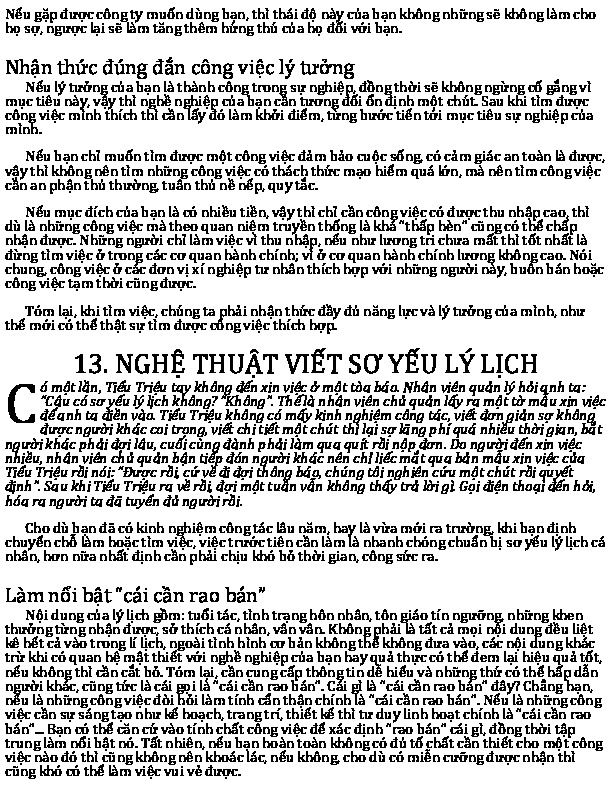 Nếu gặp được công ty muốn dùng bạn, thì thái độ này của bạn không những sẽ không làm cho
họ sợ, ngược lại sẽ làm tăng thêm hứng thú của họ đối với bạn.
Nhận thức đúng đắn công việc lý tưởng
Nếu lý tưởng của bạn là thành công trong sự nghiệp, đồng thời sẽ không ngừng cố gắng vì
mục tiêu này, vậy thì nghề nghiệp của bạn cần tương đối ổn định một chút. Sau khi tìm được
công việc mình thích thì cần lấy đó làm khởi điểm, từng bước tiến tới mục tiêu sự nghiệp của
mình.
Nếu bạn chỉ muốn tìm được một công việc đảm bảo cuộc sống, có cảm giác an toàn là được,
vậy thì không nên tìm những công việc có thách thức mạo hiểm quá lớn, mà nên tìm công việc
cần an phận thủ thường, tuân thủ nề nếp, quy tắc.
Nếu mục đích của bạn là có nhiều tiền, vậy thì chỉ cần công việc có được thu nhập cao, thì
dù là những công việc mà theo quan niệm truyền thống là khá “thấp hèn” cũng có thể chấp
nhận được. Những người chỉ làm việc vì thu nhập, nếu như lương tri chưa mất thì tốt nhất là
đừng tìm việc ở trong các cơ quan hành chính; vì ở cơ quan hành chính lương không cao. Nói
chung, công việc ở các đơn vị xí nghiệp tư nhân thích hợp với những người này, buôn bán hoặc
công việc tạm thời cũng được.
Tóm lại, khi tìm việc, chúng ta phải nhận thức đầy đủ năng lực và lý tưởng của mình, như
thế mới có thể thật sự tìm được công việc thích hợp.
13. NGHỆ THUẬT VIẾT SƠ YẾU LÝ LỊCH
Có một lần, Tiểu Triệu tay không đến xin việc ở một tòa báo. Nhân viên quản lý hỏi anh ta:
“Cậu có sơ yếu lý lịch không? “Không”. Thế là nhân viên chủ quản lấy ra một tờ mẫu xin việc
để anh ta điền vào. Tiểu Triệu không có mấy kinh nghiệm công tác, viết đơn giản sợ không
được người khác coi trọng, viết chi tiết một chút thì lại sợ lãng phí quá nhiều thời gian, bắt
người khác phải đợi lâu, cuối cùng đành phải làm qua quít rồi nộp đơn. Do người đến xin việc
nhiều, nhân viên chủ quản bận tiếp đón người khác nên chỉ liếc mắt qua bản mẫu xin việc của
Tiểu Triệu rồi nói: “Được rồi, cứ về đi đợi thông báo, chúng tôi nghiên cứu một chút rồi quyết
định”. Sau khi Tiểu Triệu ra về rồi, đợi một tuần vẫn không thấy trả lời gì. Gọi điện thoại đến hỏi,
hóa ra người ta đã tuyển đủ người rồi.
Cho dù bạn đã có kinh nghiệm công tác lâu năm, hay là vừa mới ra trường, khi bạn định
chuyển chỗ làm hoặc tìm việc, việc trước tiên cần làm là nhanh chóng chuẩn bị sơ yếu lý lịch cá
nhân, hơn nữa nhất định cần phải chịu khó bỏ thời gian, công sức ra.
Làm nổi bật “cái cần rao bán”
Nội dung của lý lịch gồm: tuổi tác, tình trạng hôn nhân, tôn giáo tín ngưỡng, những khen
thưởng từng nhận được, sở thích cá nhân, vân vân. Không phải là tất cả mọi nội dung đều liệt
kê hết cả vào trong lí lịch, ngoài tình hình cơ bản không thể không đưa vào, các nội dung khác
trừ khi có quan hệ mật thiết với nghề nghiệp của bạn hay quả thực có thể đem lại hiệu quả tốt,
nếu không thì cần cắt bỏ. Tóm lại, cần cung cấp thông tin dễ hiểu và những thứ có thể hấp dẫn
người khác, cũng tức là cái gọi là “cái cần rao bán”. Cái gì là “cái cần rao bán” đây? Chẳng hạn,
nếu là những công việc đòi hỏi làm tính cẩn thận chính là “cái cần rao bán”. Nếu là những công
việc cần sự sáng tạo như kế hoạch, trang trí, thiết kế thì tư duy linh hoạt chính là “cái cần rao
bán”... Bạn có thể căn cứ vào tính chất công việc để xác định “rao bán” cái gì, đồng thời tập
trung làm nổi bật nó. Tất nhiên, nếu bạn hoàn toàn không có đủ tố chất cần thiết cho một công
việc nào đó thì cũng không nên khoác lác, nếu không, cho dù có miễn cưỡng được nhận thì
cũng khó có thể làm việc vui vẻ được.